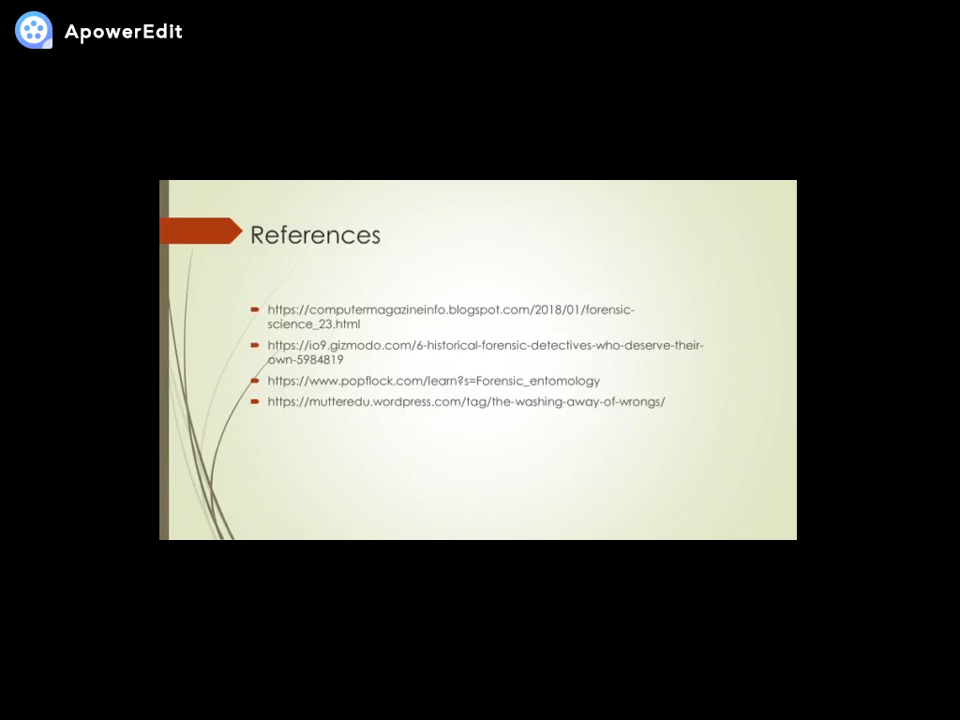 ApowerEdit
References
https://computermagazineinfo.blogspot.com/2018/01/forensic-
science_23.html
https://io9.gizmodo.com/6-historical-forensic-detectives-who-deserve-their-
own-5984819
https://www.popflock.com/learn?s=Forensic_entomology
https://mutteredu.wordpress.com/tag/the-washing-away-of-wrongs/